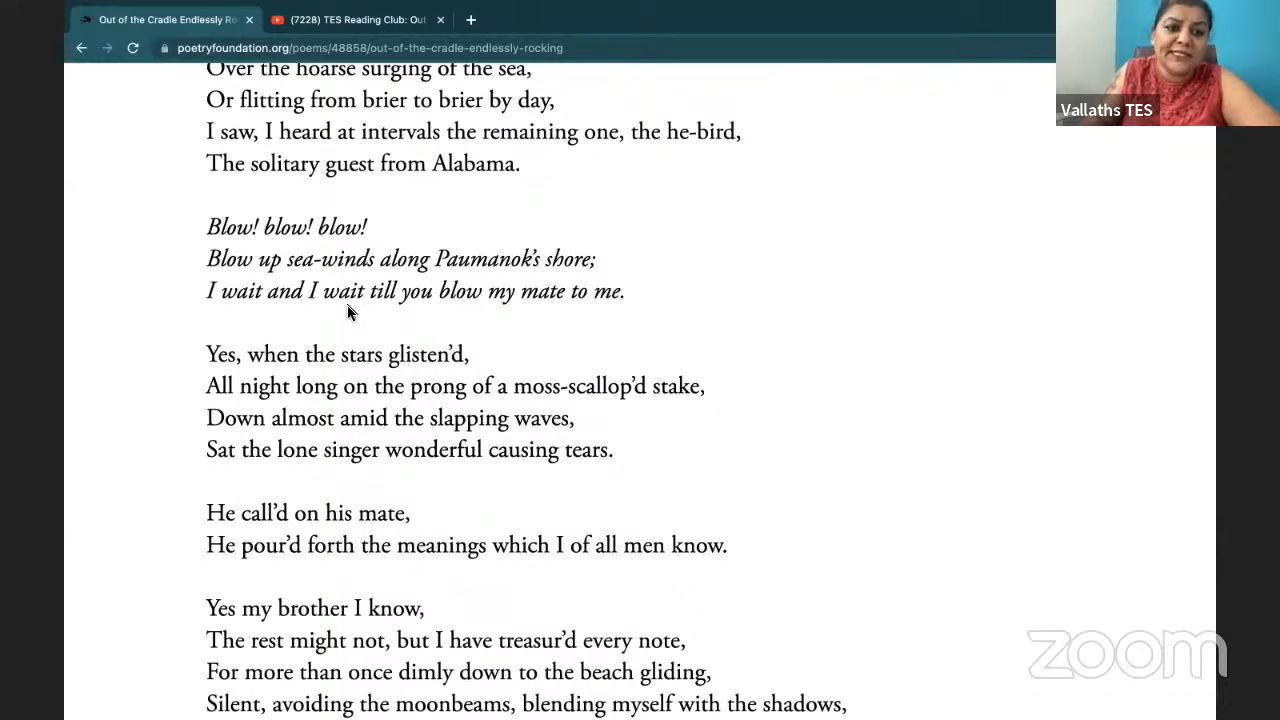 Out of the Cradle Endlessly Ro
(7228) TES Reading Club: Out
poetryfoundation.org/poems/48858/out-of-the-cradle-endlessly-rocking
Vallaths TES
Over the hoarse surging of the sea,
Or flitting from brier to brier by day,
I saw, I heard at intervals the remaining one, the he-bird,
The solitary guest from Alabama.
Blow! blow! blow!
Blow up sea-winds along Paumanok’s shore;
I wait and I wait till you blow my mate to me.
Yes, when the stars glisten’d,
All night long on the prong of a moss-scallop’d stake,
Down almost amid the slapping waves,
Sat the lone singer wonderful causing tears.
He call’d on his mate,
He pour’d forth the meanings which I of all men know.
Yes my brother I know,
The rest might not, but I have treasur’d every note,
For more than once dimly down to the beach gliding,
Silent, avoiding the moonbeams, blending myself with the shadows,
zoom